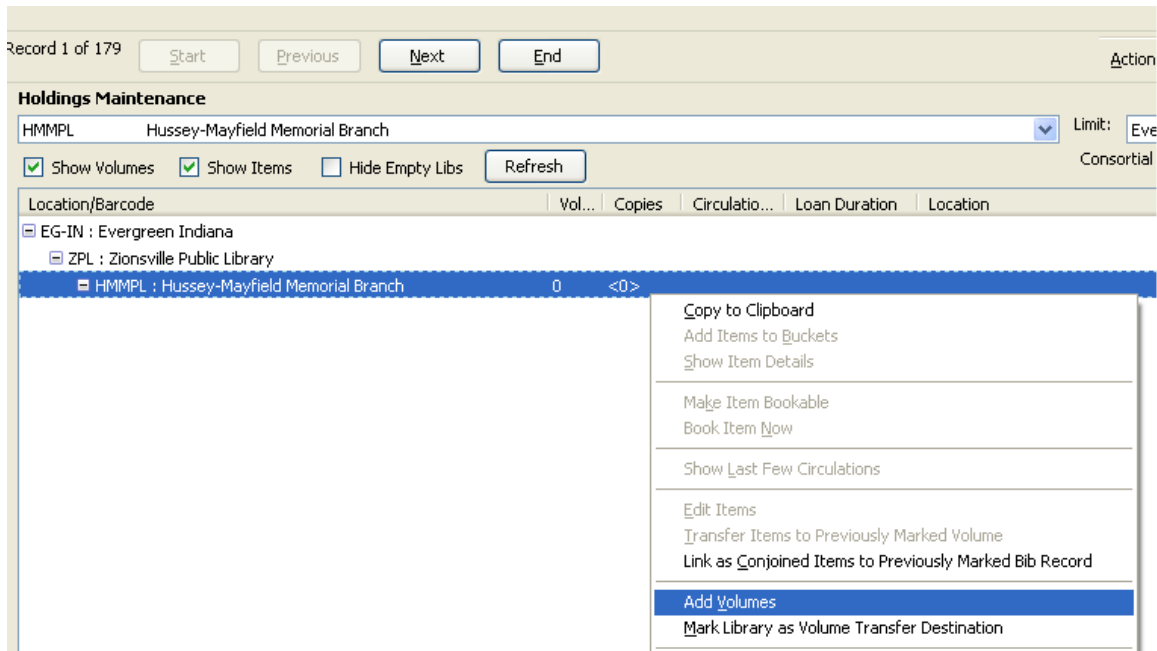 Record 1 of 179 Start Previous Next End Action
Holdings Maintenance
HMMPL Hussey-Mayfield Memorial Branch Limit: Eve
Show Volumes Show Items Hide Empty Libs Refresh Consortial
Location/Barcode Vol... Copies Circulatio... Loan Duration Location
EG-IN : Evergreen Indiana
ZPL : Zionsville Public Library
HMMPL : Hussey-Mayfield Memorial Branch 0 <0>
Copy to Clipboard
Add Items to Buckets
Show Item Details
Make Item Bookable
Book Item Now
Show Last Few Circulations
Edit Items
Transfer Items to Previously Marked Volume
Link as Conjoined Items to Previously Marked Bib Record
Add Volumes
Mark Library as Volume Transfer Destination